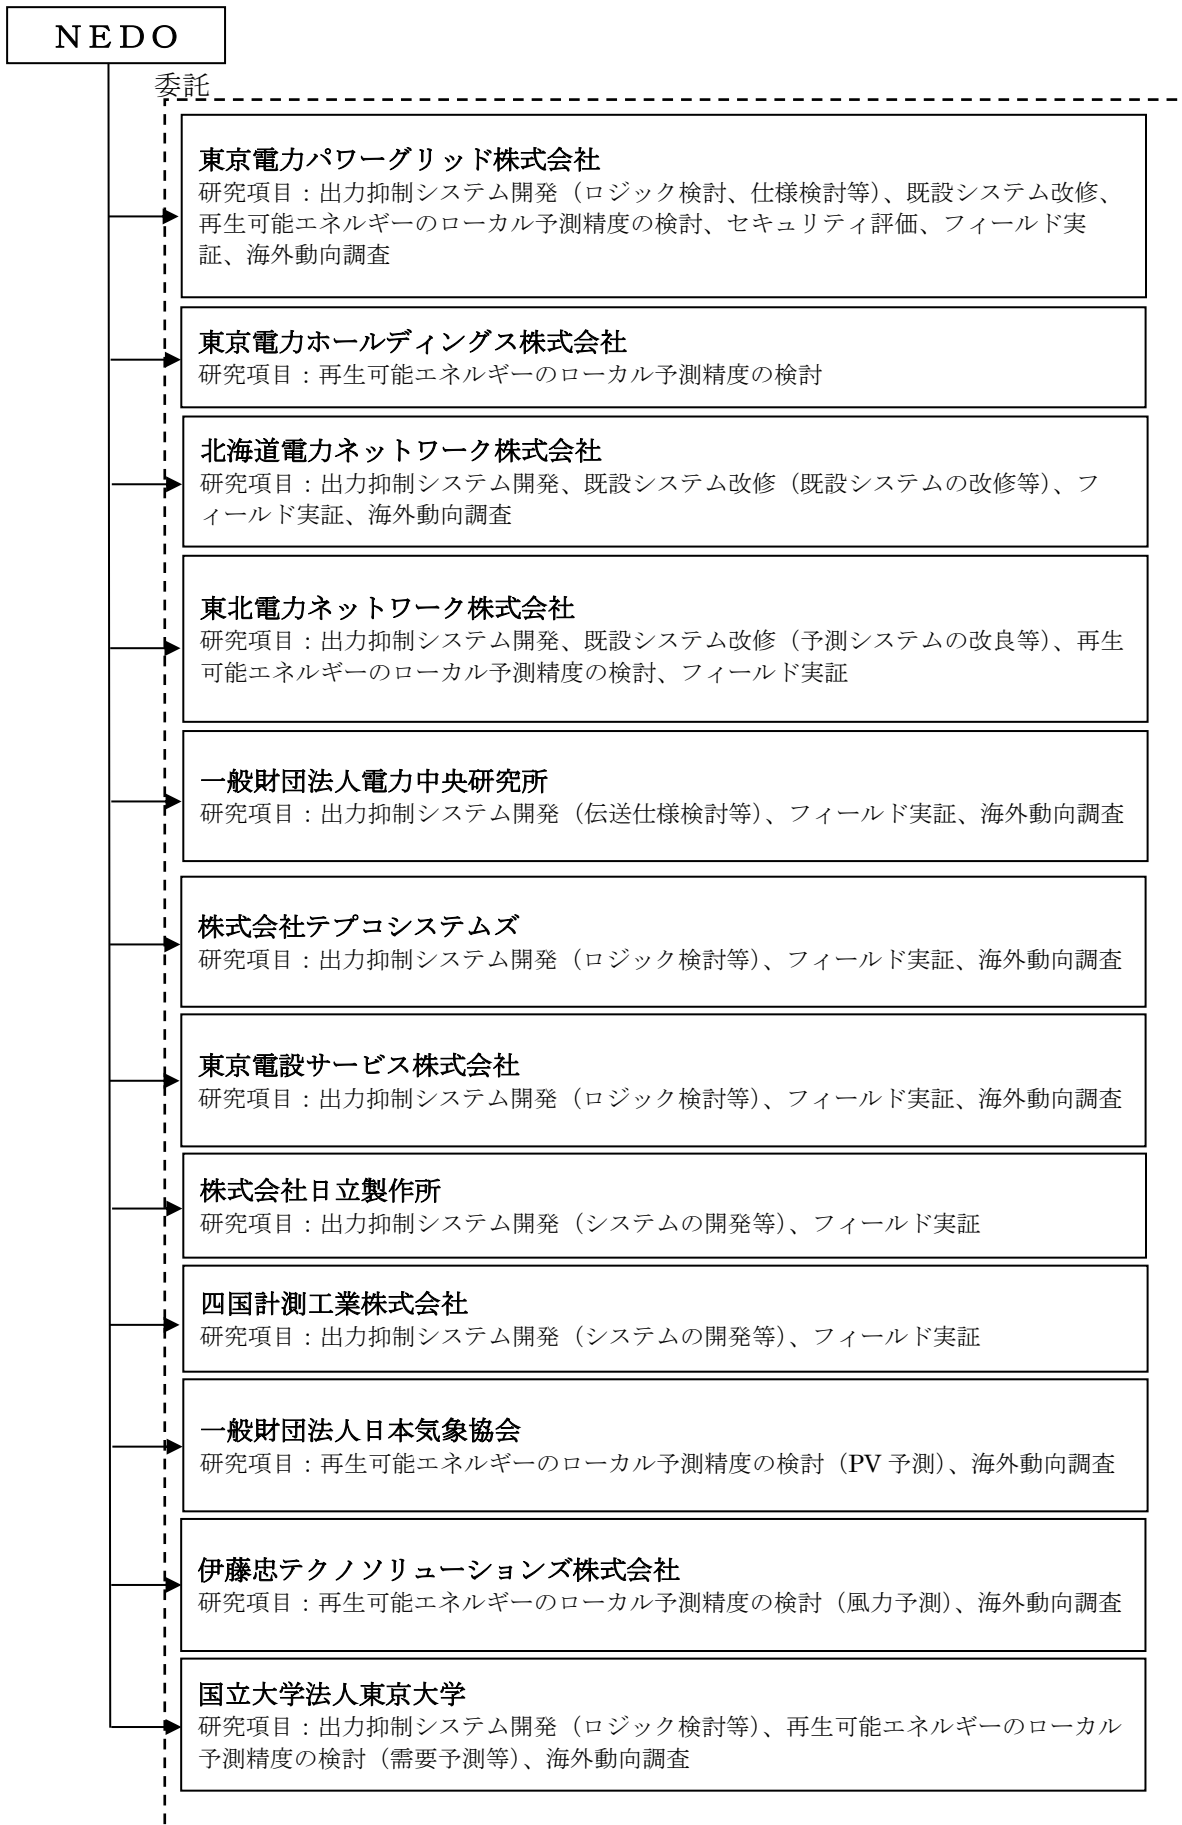 NEDO
委託
東京電力パワーグリッド株式会社
研究項目：出力抑制システム開発（ロジック検討、仕様検討等）、既設システム改修、
再生可能エネルギーのローカル予測精度の検討、セキュリティ評価、フィールド実
証、海外動向調査
東京電力ホールディングス株式会社
研究項目：再生可能エネルギーのローカル予測精度の検討
北海道電力ネットワーク株式会社
研究項目：出力抑制システム開発、既設システム改修（既設システムの改修等）、フ
ィールド実証、海外動向調査
東北電力ネットワーク株式会社
研究項目：出力抑制システム開発、既設システム改修（予測システムの改良等）、再生
可能エネルギーのローカル予測精度の検討、フィールド実証
一般財団法人電力中央研究所
研究項目：出力抑制システム開発（伝送仕様検討等）、フィールド実証、海外動向調査
株式会社テプコシステムズ
研究項目：出力抑制システム開発（ロジック検討等）、フィールド実証、海外動向調査
東京電設サービス株式会社
研究項目：出力抑制システム開発（ロジック検討等）、フィールド実証、海外動向調査
株式会社日立製作所
研究項目：出力抑制システム開発（システムの開発等）、フィールド実証
四国計測工業株式会社
研究項目：出力抑制システム開発（システムの開発等）、フィールド実証
一般財団法人日本気象協会
研究項目：再生可能エネルギーのローカル予測精度の検討（PV 予測）、海外動向調査
伊藤忠テクノソリューションズ株式会社
研究項目：再生可能エネルギーのローカル予測精度の検討（風力予測）、海外動向調査
国立大学法人東京大学
研究項目：出力抑制システム開発（ロジック検討等）、再生可能エネルギーのローカル
予測精度の検討（需要予測等）、海外動向調査